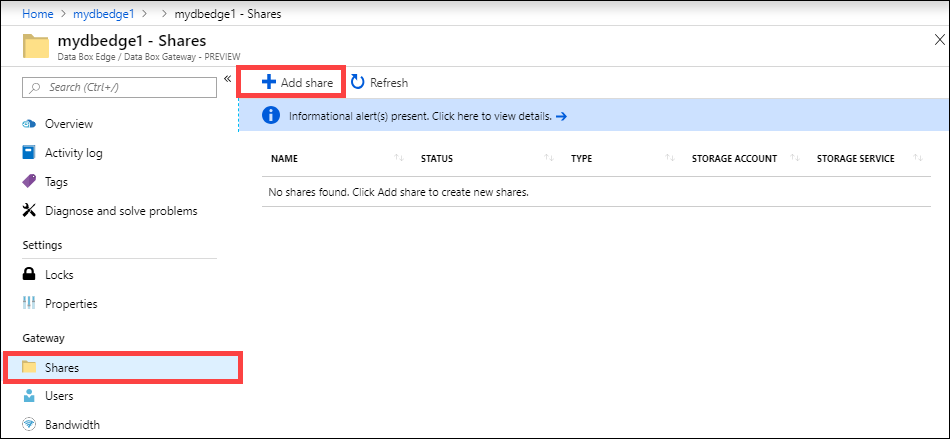 Home > mydbedge1 > > mydbedge1 - Shares
mydbedge1 - Shares
Data Box Edge / Data Box Gateway - PREVIEW
Search (Ctrl+/)
«
Add share
Refresh
Overview
Activity log
Tags
Diagnose and solve problems
Settings
Locks
Properties
Gateway
Shares
Users
Bandwidth
Informational alert(s) present. Click here to view details. →
NAME STATUS TYPE STORAGE ACCOUNT STORAGE SERVICE
No shares found. Click Add share to create new shares.